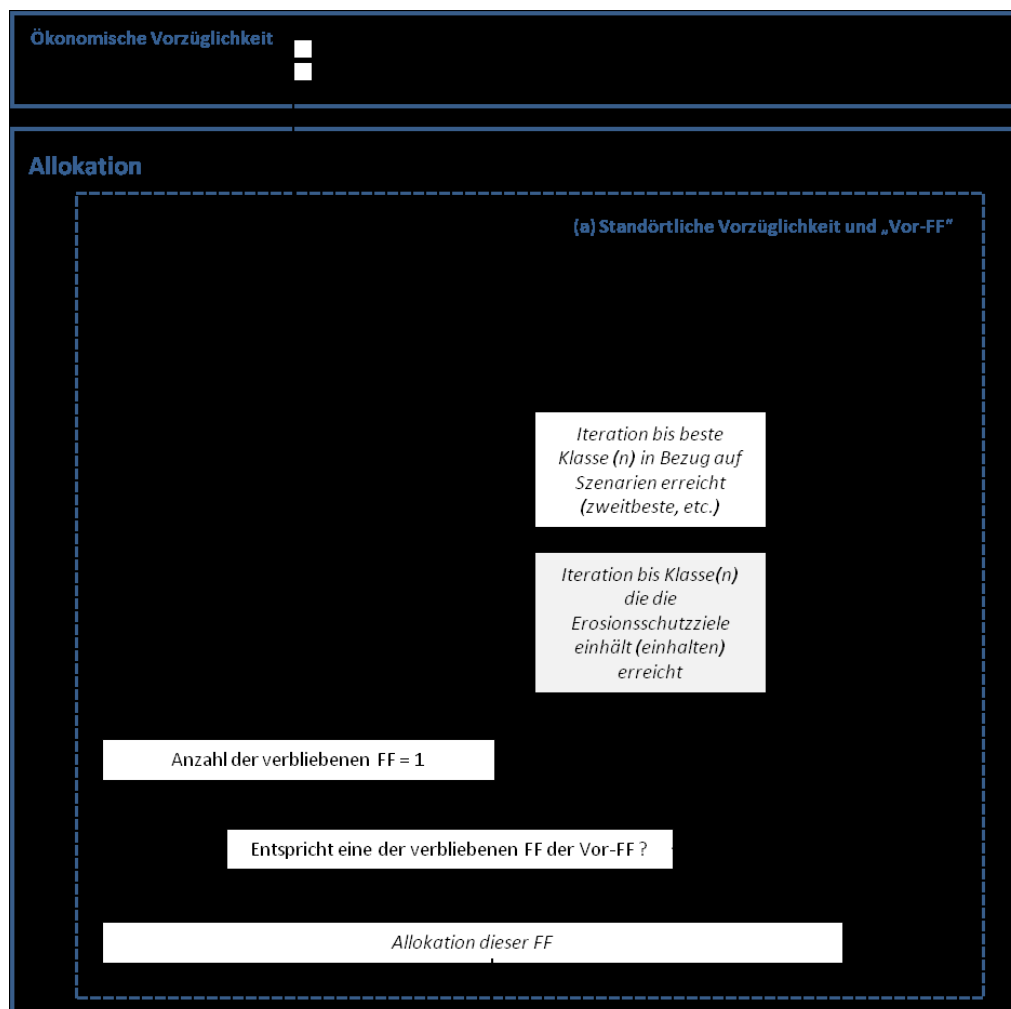 Ökonomische Vorzüglichkeit
Allokation
(a) Standörtliche Vorzüglichkeit und „Vor-FF"
Iteration bis beste
Klasse (n) in Bezug auf
Szenarien erreicht
(zweitbeste, etc.)
Iteration bis Klasse(n)
die die
Erosionsschutzziele
einhält (einhalten)
erreicht
Anzahl der verbliebenen FF = 1
Entspricht eine der verbliebenen FF der Vor-FF ?
Allokation dieser FF